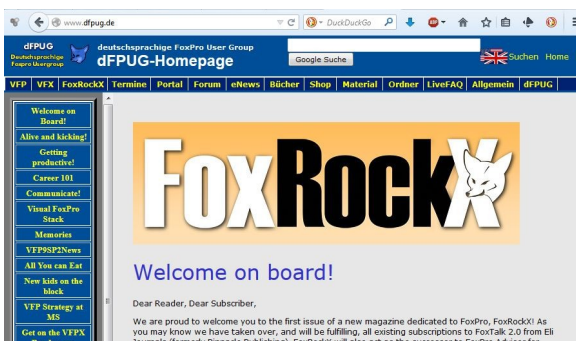 www.dfpug.de
DuckDuckGo
dFPUG
Deutschsprachige
Foxpro Usergroup
deutschsprachige FoxPro User Group
dFPUG-Homepage
Google Suche
Suchen Home
VFP VFX FoxRockX Termine Portal Forum eNews Bücher Shop Material Ordner LiveFAQ Allgemein dFPUG
Welcome on
Board!
Alive and kicking!
Getting
productive!
Career 101
Communicate!
Visual FoxPro
Stack
Memories
VFP9SP2News
All You can Eat
New kids on the
block
VFP Strategy at
MS
Get on the VFPX
FoxRockX
Welcome on board!
Dear Reader, Dear Subscriber,
We are proud to welcome you to the first issue of a new magazine dedicated to FoxPro, FoxRockX! As
you may know we have taken over, and will be fulfilling, all existing subscriptions to FoxTalk 2.0 from Eli